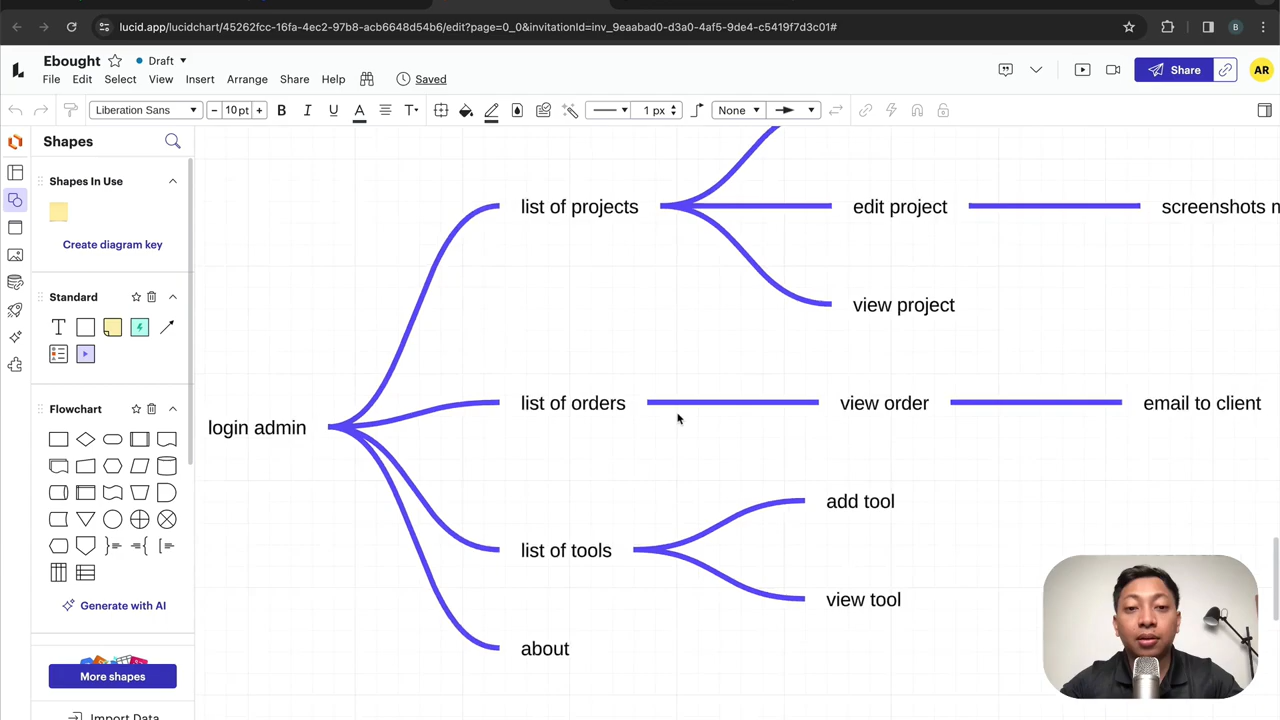 lucid.app/lucidchart/45262fcc-16fa-4ec2-97b8-acb6648d54b6/edit?page=0_0&invitationId=inv_9eaabad0-d3a0-4af5-9de4-c5419f7d3c01#
B
Ebought
Draft
File Edit Select View Insert Arrange Share Help Saved
Share
AR
Liberation Sans
10 pt
B I U A T
1 px
None
Shapes
Shapes In Use
Create diagram key
Standard
T
Flowchart
Generate with AI
More shapes
Import Data
list of projects
edit project
screenshots
view project
login admin
list of orders
view order
email to client
add tool
list of tools
view tool
about